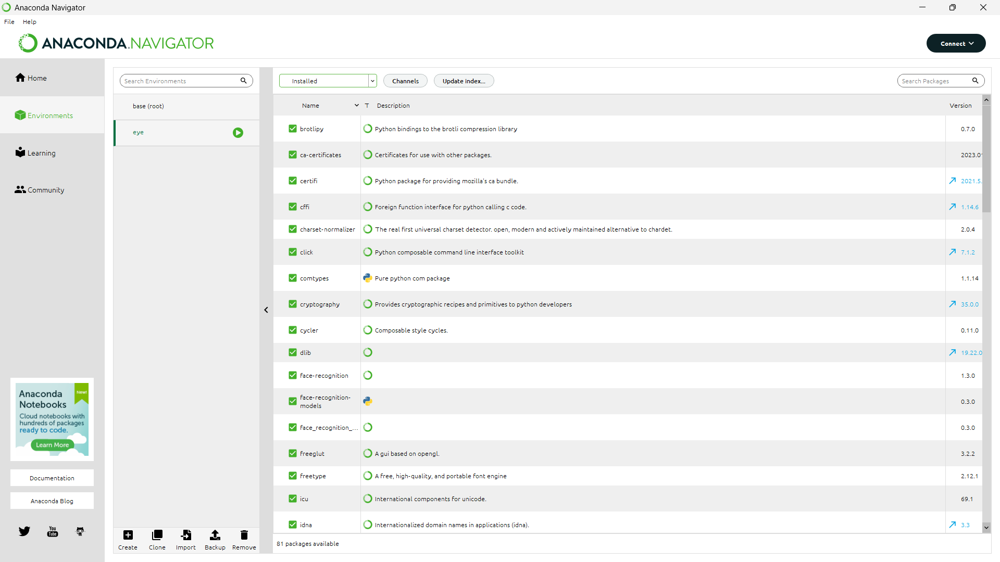 Anaconda Navigator
File Help
ANACONDA.NAVIGATOR
Connect
Home
Environments
Learning
Community
Anaconda
Notebooks
New!
Cloud notebooks with
hundreds of packages
ready to code.
Learn More
Documentation
Anaconda Blog
You
Tube
Search Environments
base (root)
eye
Create Clone Import Backup Remove
Installed Channels Update index... Search Packages
Name T Description Version
brotlipy Python bindings to the brotli compression library 0.7.0
ca-certificates Certificates for use with other packages. 2023.01
certifi Python package for providing mozilla's ca bundle. 2021.5.
cffi Foreign function interface for python calling c code. 1.14.6
charset-normalizer The real first universal charset detector. open, modern and actively maintained alternative to chardet. 2.0.4
click Python composable command line interface toolkit 7.1.2
comtypes Pure python com package 1.1.14
cryptography Provides cryptographic recipes and primitives to python developers 35.0.0
cycler Composable style cycles. 0.11.0
dlib 19.22.0
face-recognition 1.3.0
face-recognition-
models 0.3.0
face_recognition_... 0.3.0
freeglut A gui based on opengl. 3.2.2
freetype A free, high-quality, and portable font engine 2.12.1
icu International components for unicode. 69.1
idna Internationalized domain names in applications (idna). 3.3
81 packages available